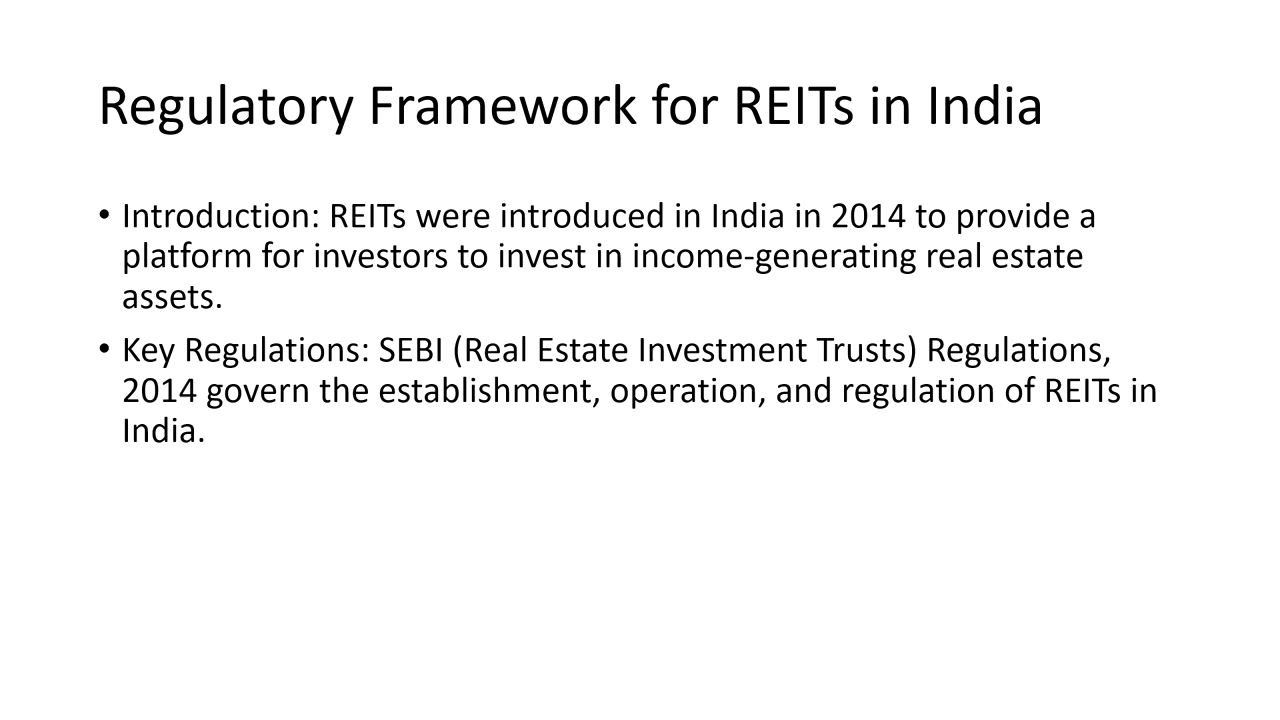 Regulatory Framework for REITs in India
• Introduction: REITs were introduced in India in 2014 to provide a
platform for investors to invest in income-generating real estate
assets.
• Key Regulations: SEBI (Real Estate Investment Trusts) Regulations,
2014 govern the establishment, operation, and regulation of REITs in
India.